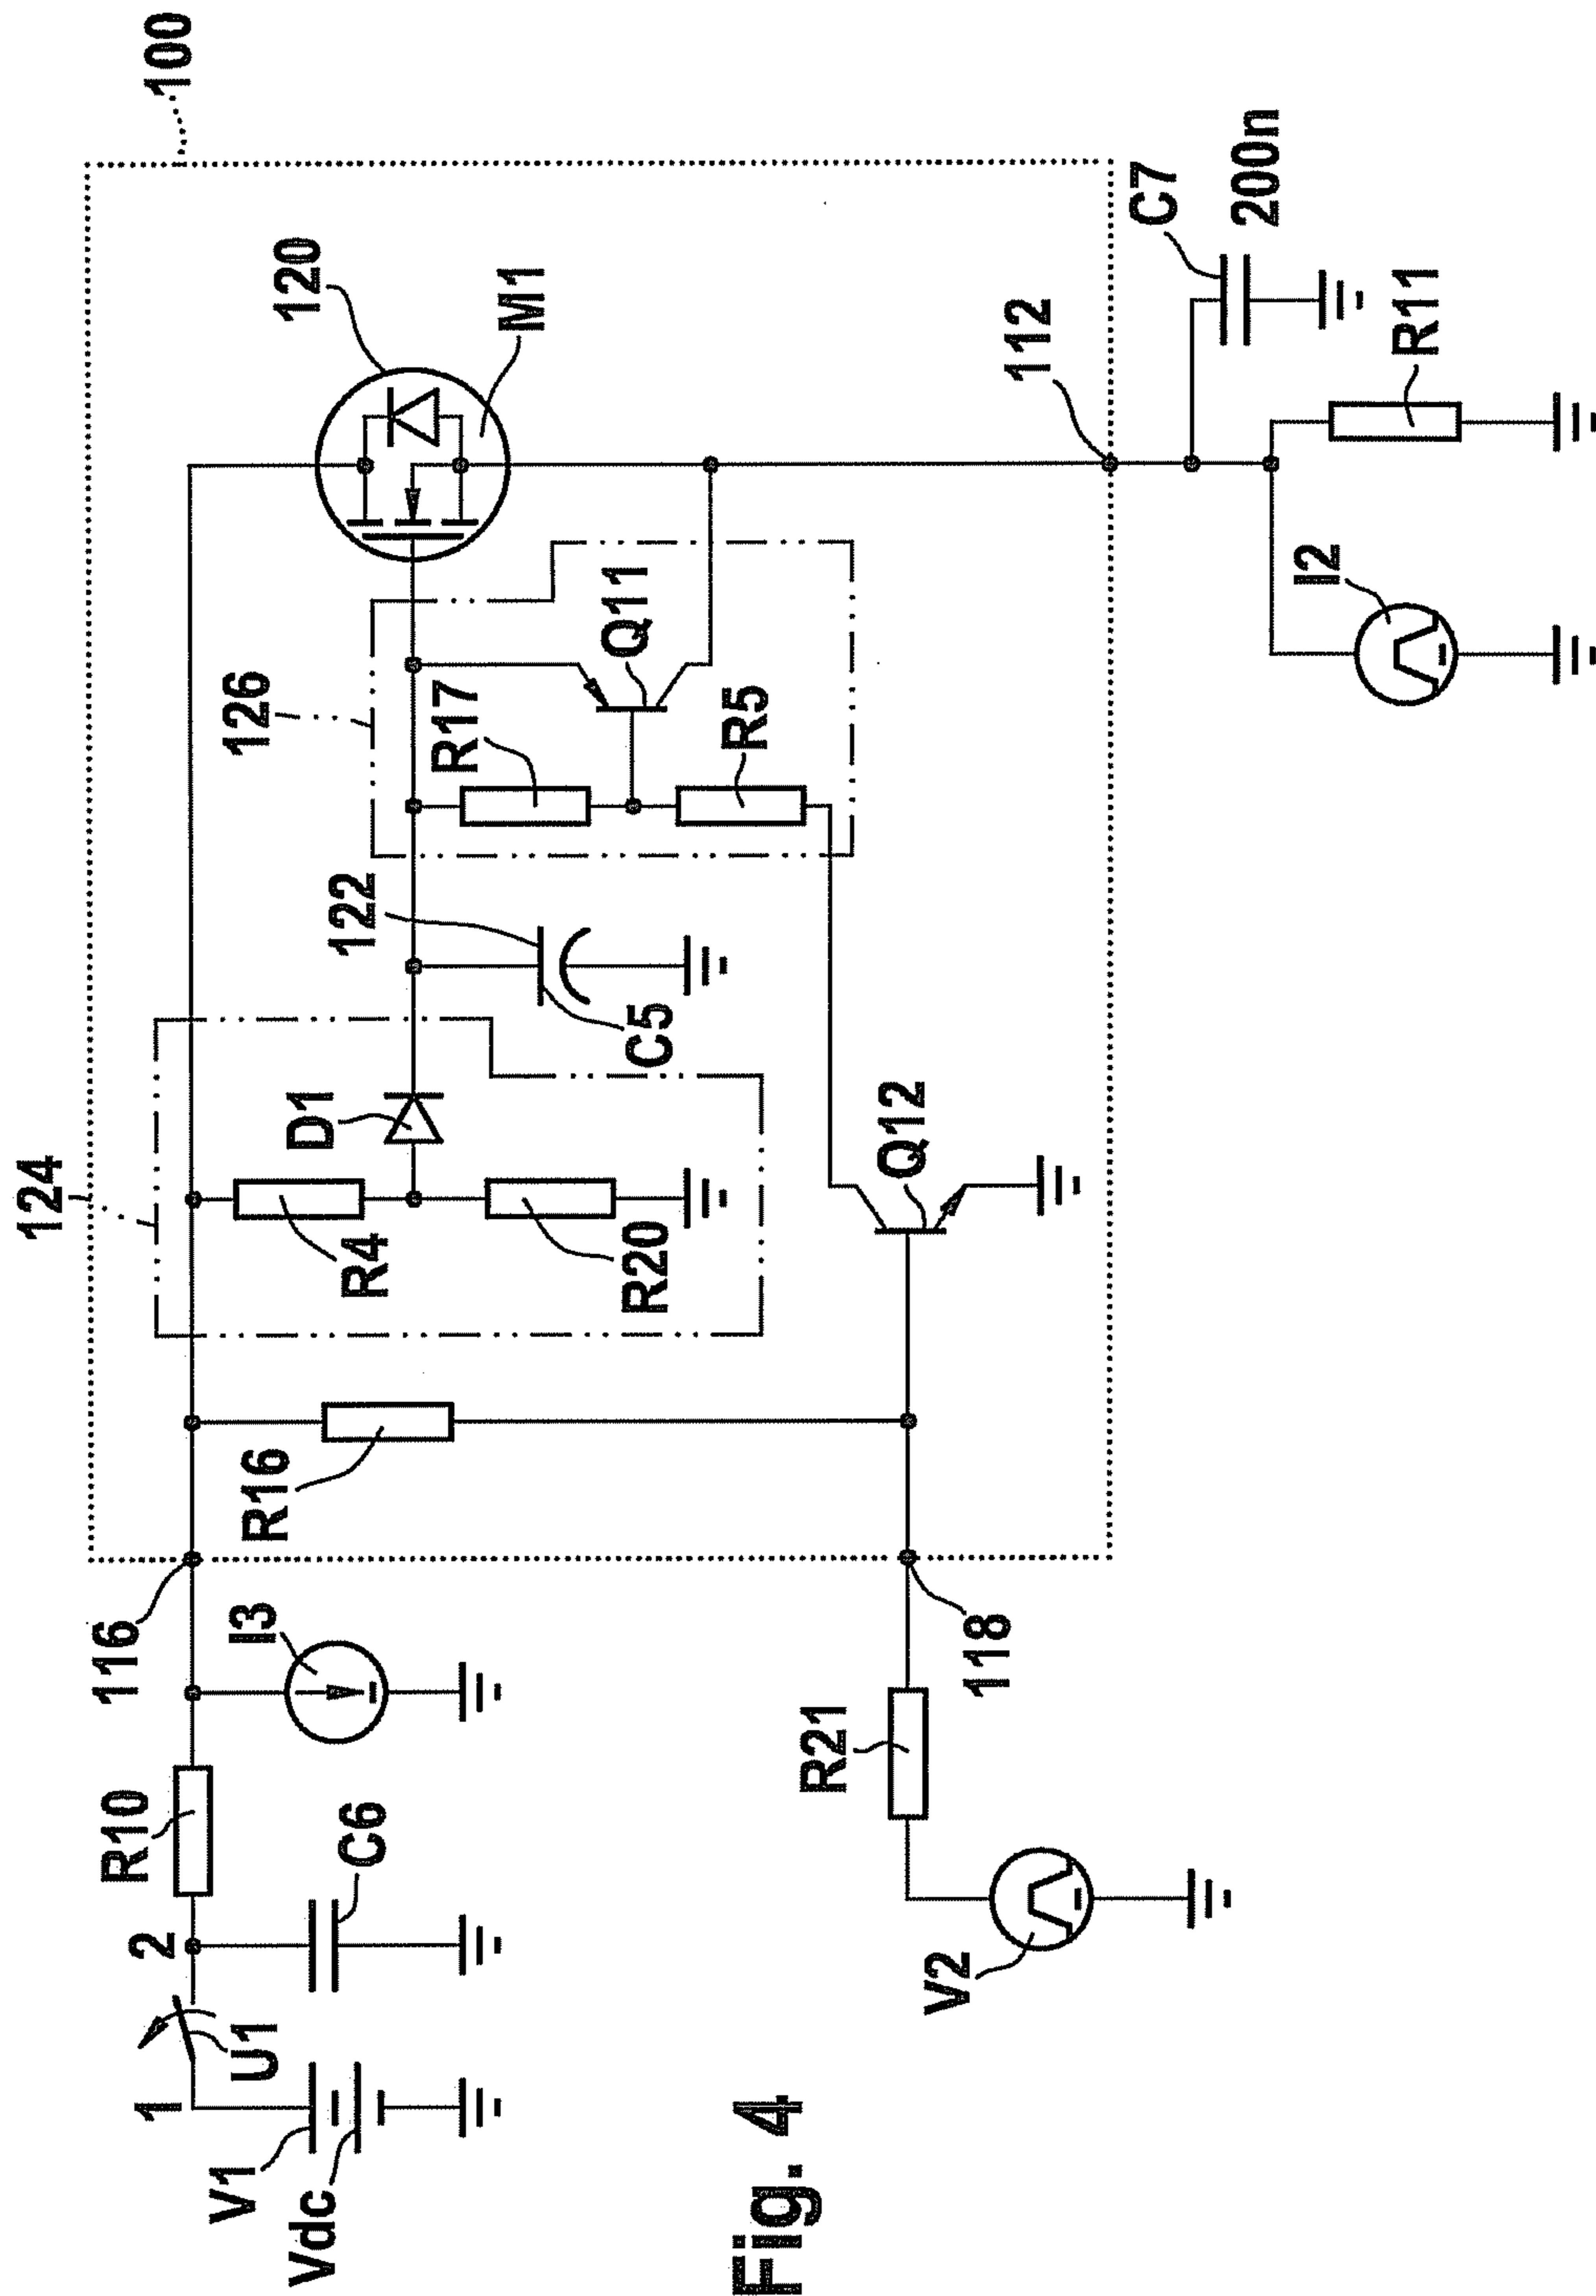 100
120
M1
124
126
122
D1
R4
R20
C5
R17
Q11
R5
Q12
R16
116
118
112
C7
200n
R11
I2
I3
R10
C6
2
U1
1
V1
Vdc
R21
V2
Fig. 4